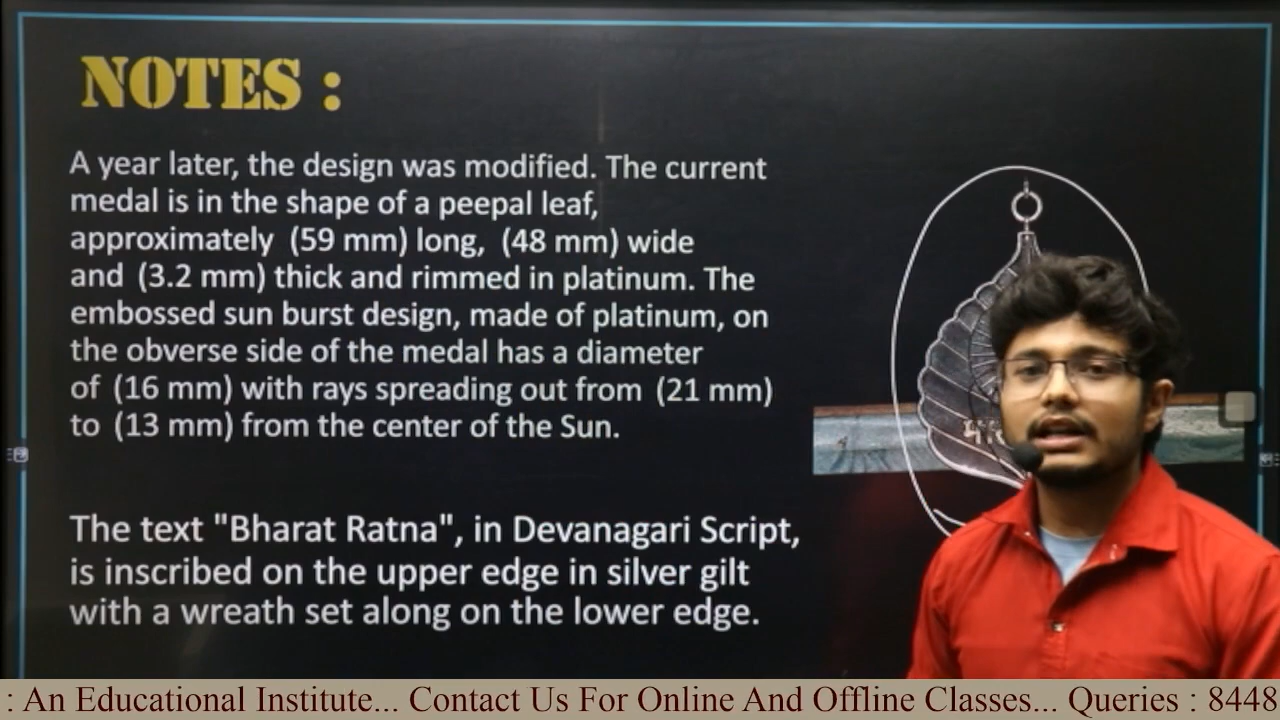 NOTES :
A year later, the design was modified. The current
medal is in the shape of a peepal leaf,
approximately (59 mm) long, (48 mm) wide
and (3.2 mm) thick and rimmed in platinum. The
embossed sun burst design, made of platinum, on
the obverse side of the medal has a diameter
of (16 mm) with rays spreading out from (21 mm)
to (13 mm) from the center of the Sun.
The text "Bharat Ratna", in Devanagari Script,
is inscribed on the upper edge in silver gilt
with a wreath set along on the lower edge.
: An Educational Institute... Contact Us For Online And Offline Classes... Queries : 8448